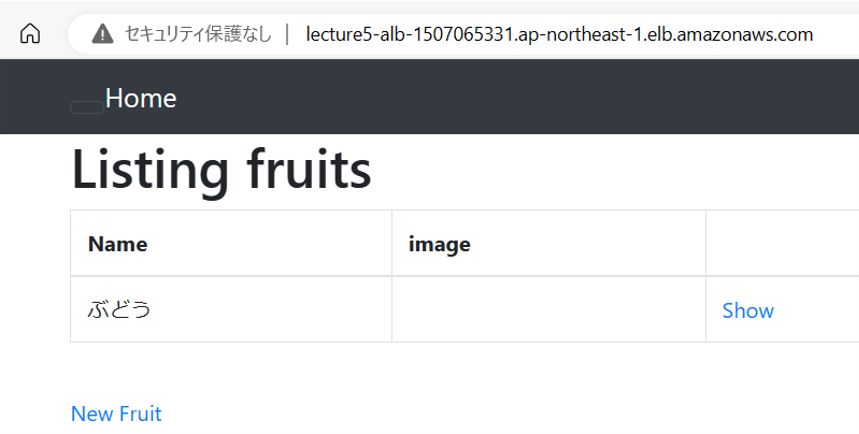 セキュリティ保護なし | lecture5-alb-1507065331.ap-northeast-1.elb.amazonaws.com
Home
Listing fruits
Name image
ぶどう Show
New Fruit